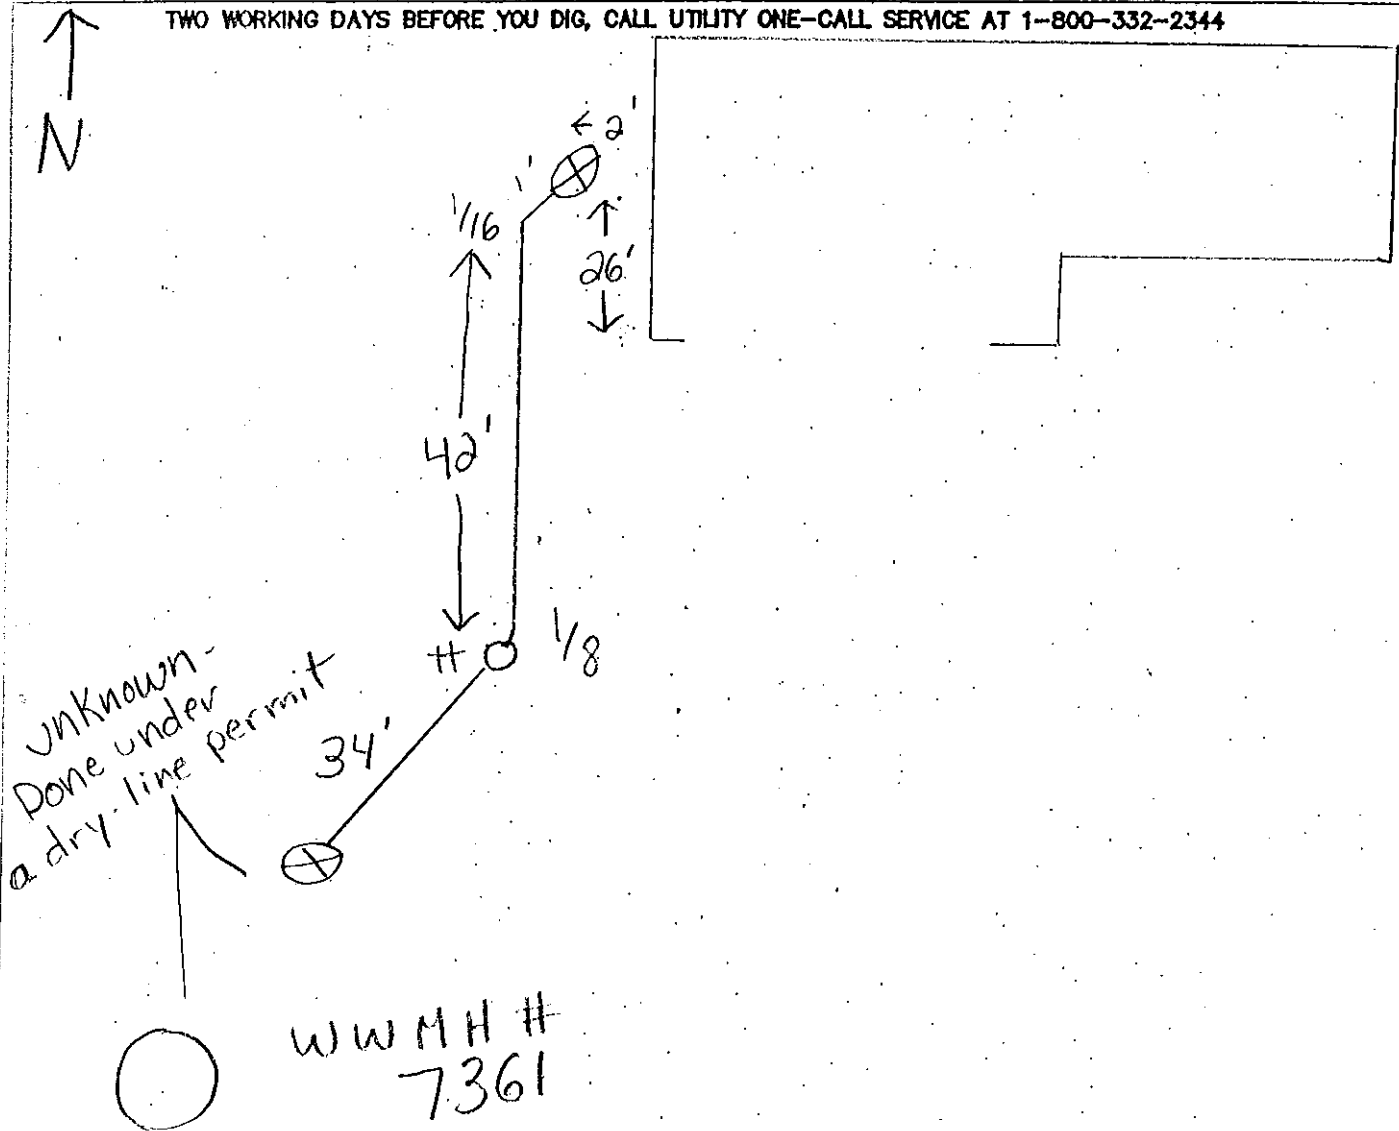 TWO WORKING DAYS BEFORE YOU DIG, CALL UTILITY ONE-CALL SERVICE AT 1-800-332-2344
N
← 2'
1'
1/16
26'
42'
1/8
34'
Unknown-
Done under
a dry-line permit
WWMH #
7361